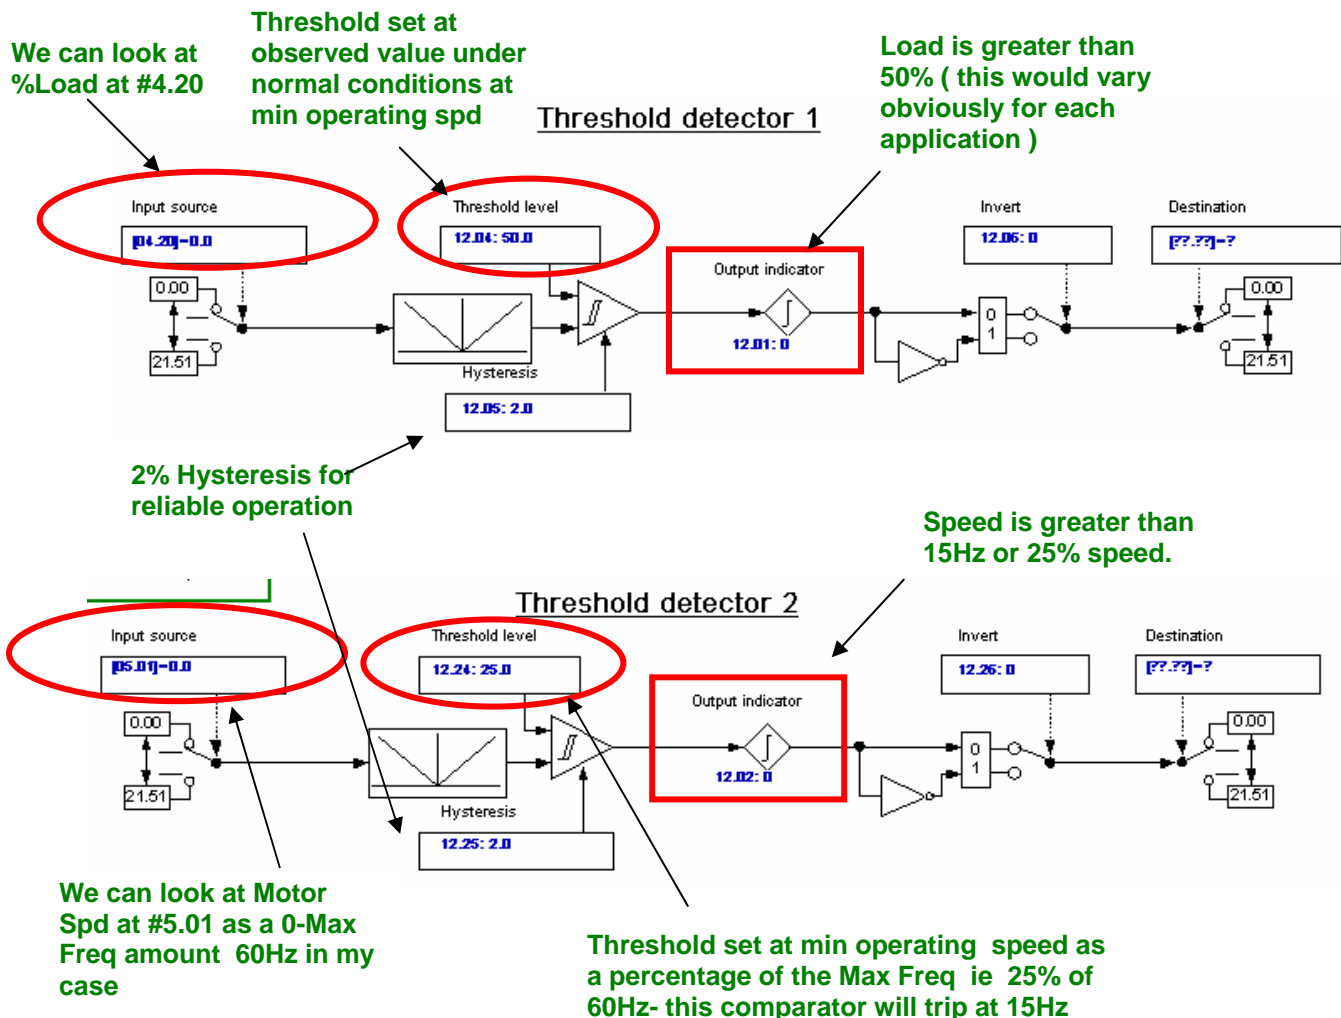 We can look at
%Load at #4.20
Threshold set at
observed value under
normal conditions at
min operating spd
Load is greater than
50% ( this would vary
obviously for each
application )
Threshold detector 1
Input source
[04.20]=0.0
Threshold level
12.04: 50.0
Output indicator
12.01: 0
Invert
12.06: 0
Destination
[??.??]=?
0.00
21.51
Hysteresis
12.05: 2.0
0
1
0.00
21.51
2% Hysteresis for
reliable operation
Speed is greater than
15Hz or 25% speed.
Threshold detector 2
Input source
[05.01]=0.0
Threshold level
12.24: 25.0
Output indicator
12.02: 0
Invert
12.26: 0
Destination
[??.??]=?
0.00
21.51
Hysteresis
12.25: 2.0
0
1
0.00
21.51
We can look at Motor
Spd at #5.01 as a 0-Max
Freq amount  60Hz in my
case
Threshold set at min operating  speed as
a percentage of the Max Freq  ie  25% of
60Hz- this comparator will trip at 15Hz